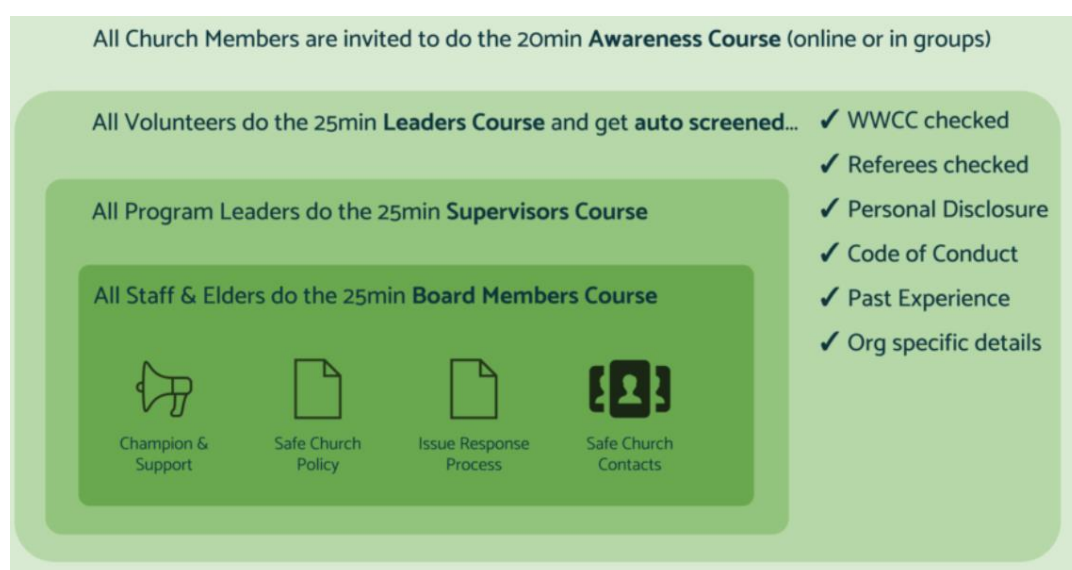 All Church Members are invited to do the 20min Awareness Course (online or in groups)
All Volunteers do the 25min Leaders Course and get auto screened...
✓ WWCC checked
✓ Referees checked
✓ Personal Disclosure
✓ Code of Conduct
✓ Past Experience
✓ Org specific details
All Program Leaders do the 25min Supervisors Course
All Staff & Elders do the 25min Board Members Course
Champion &
Support
Safe Church
Policy
Issue Response
Process
Safe Church
Contacts